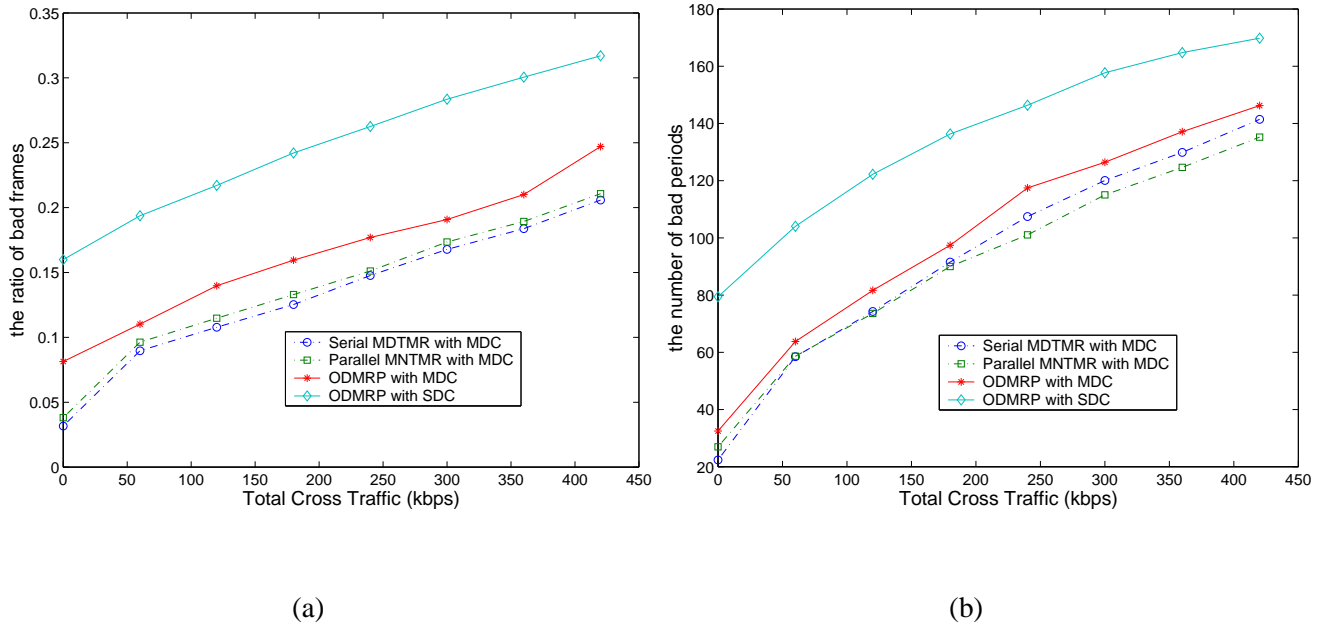 0.35
0.3
0.25
0.2
0.15
0.1
0.05
0
the ratio of bad frames
0 50 100 150 200 250 300 350 400 450
Total Cross Traffic (kbps)
Serial MDTMR with MDC
Parallel MNTMR with MDC
ODMRP with MDC
ODMRP with SDC
(a)
180
160
140
120
100
80
60
40
20
the number of bad periods
0 50 100 150 200 250 300 350 400 450
Total Cross Traffic (kbps)
Serial MDTMR with MDC
Parallel MNTMR with MDC
ODMRP with MDC
ODMRP with SDC
(b)